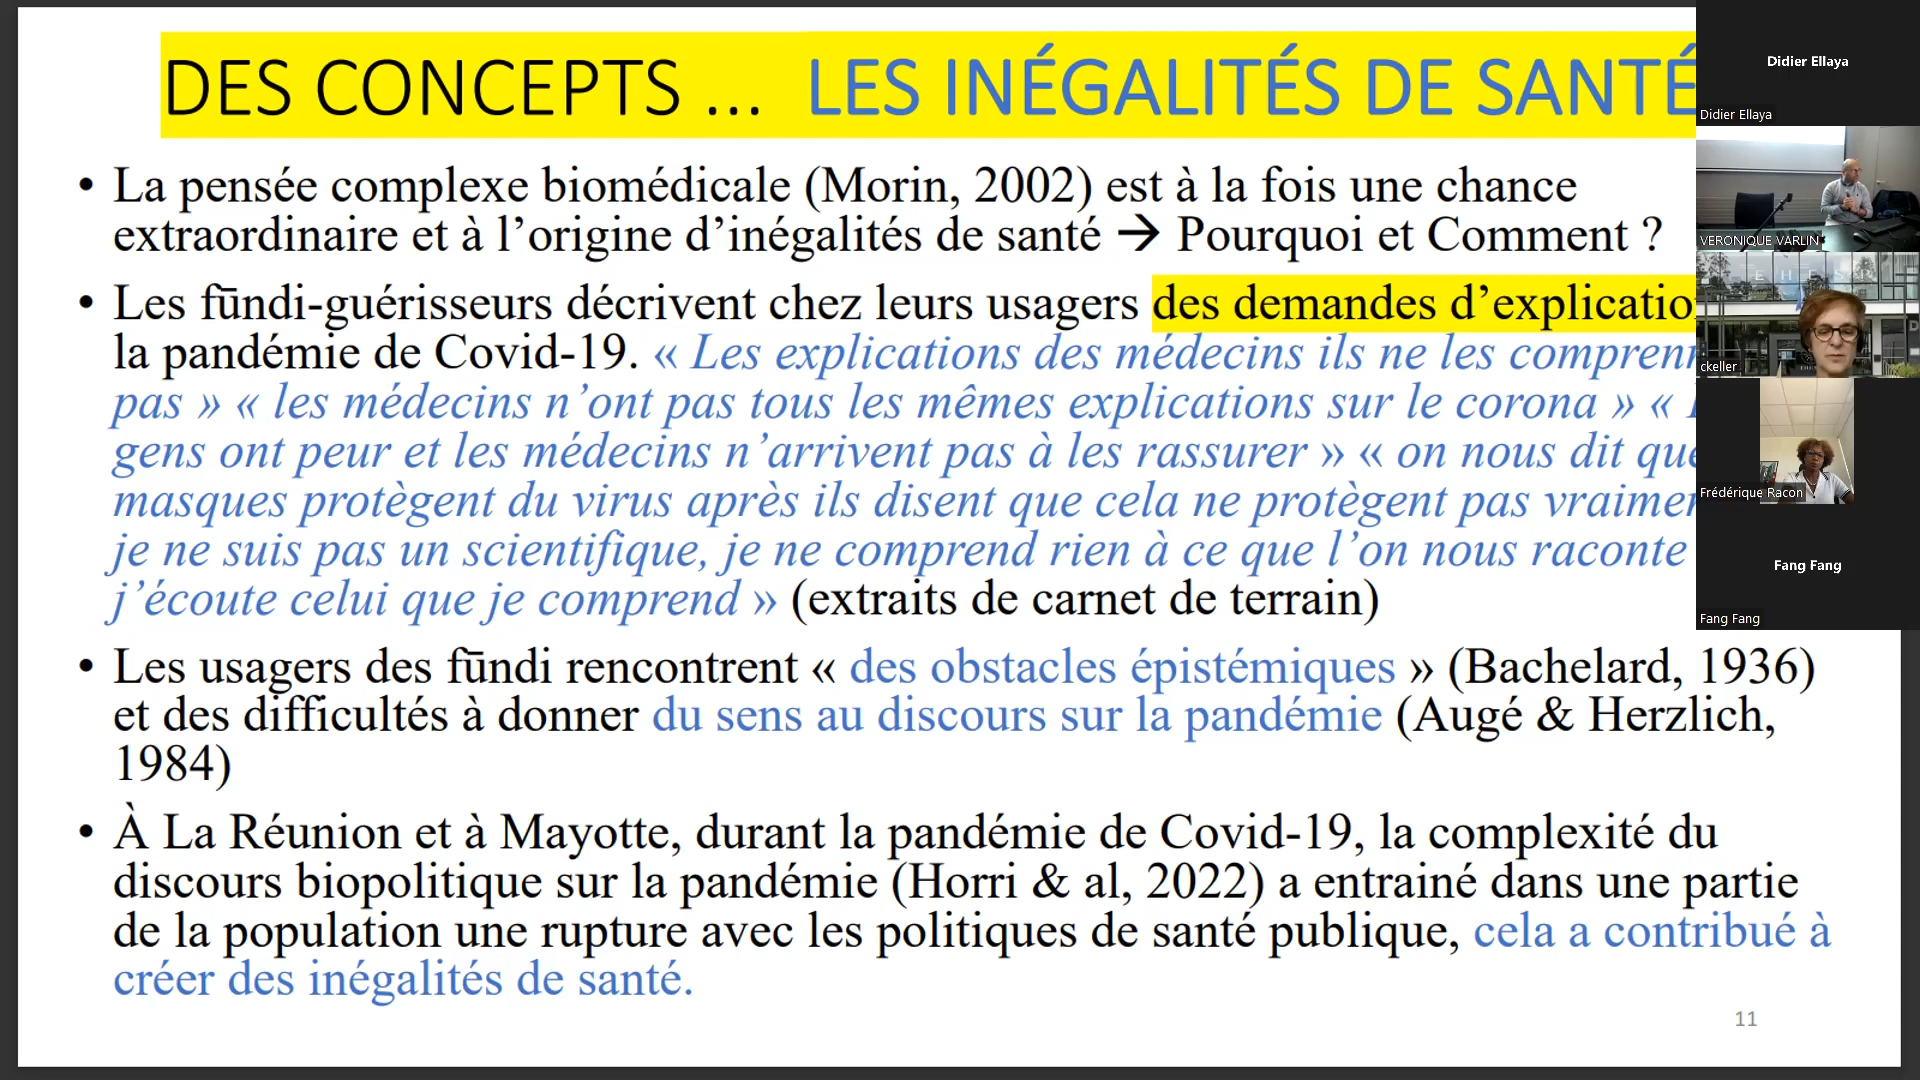 DES CONCEPTS ... LES INÉGALITÉS DE SANTÉ
• La pensée complexe biomédicale (Morin, 2002) est à la fois une chance
extraordinaire et à l’origine d’inégalités de santé → Pourquoi et Comment ?
• Les fūndi-guérisseurs décrivent chez leurs usagers des demandes d’explicatio
la pandémie de Covid-19. « Les explications des médecins ils ne les comprenn
pas » « les médecins n’ont pas tous les mêmes explications sur le corona » «
gens ont peur et les médecins n’arrivent pas à les rassurer » « on nous dit que
masques protègent du virus après ils disent que cela ne protègent pas vraimen
je ne suis pas un scientifique, je ne comprend rien à ce que l’on nous raconte
j’écoute celui que je comprend » (extraits de carnet de terrain)
• Les usagers des fūndi rencontrent « des obstacles épistémiques » (Bachelard, 1936)
et des difficultés à donner du sens au discours sur la pandémie (Augé & Herzlich,
1984)
• À La Réunion et à Mayotte, durant la pandémie de Covid-19, la complexité du
discours biopolitique sur la pandémie (Horri & al, 2022) a entrainé dans une partie
de la population une rupture avec les politiques de santé publique, cela a contribué à
créer des inégalités de santé.
11
Didier Ellaya
Didier Ellaya
VERONIQUE VARLIN
E H E S
ckeller
Frédérique Racon
Fang Fang
Fang Fang